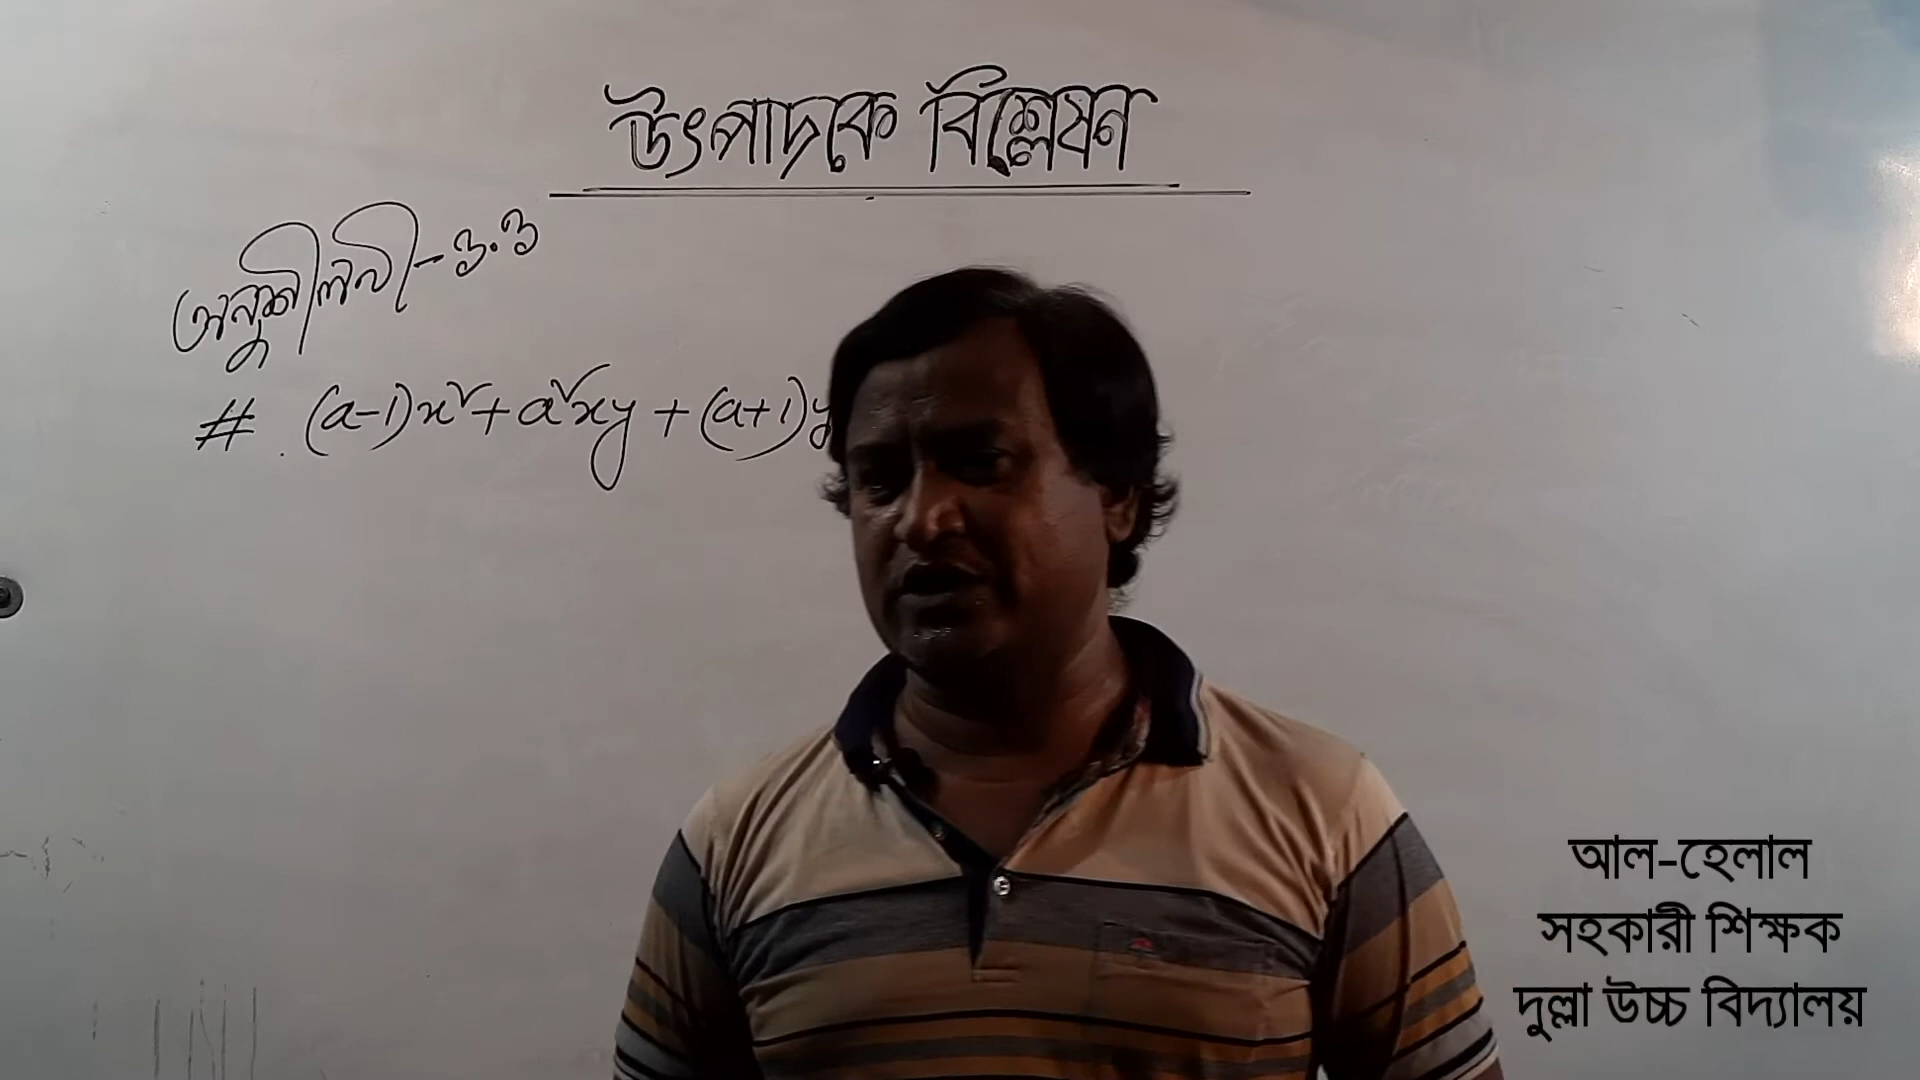 উৎপাদকে বিশ্লেষণ
অনুশীলনী-৩.৩
# (a-1)x²+a²xy+(a+1)y
আল-হেলাল
সহকারী শিক্ষক
দুল্লা উচ্চ বিদ্যালয়